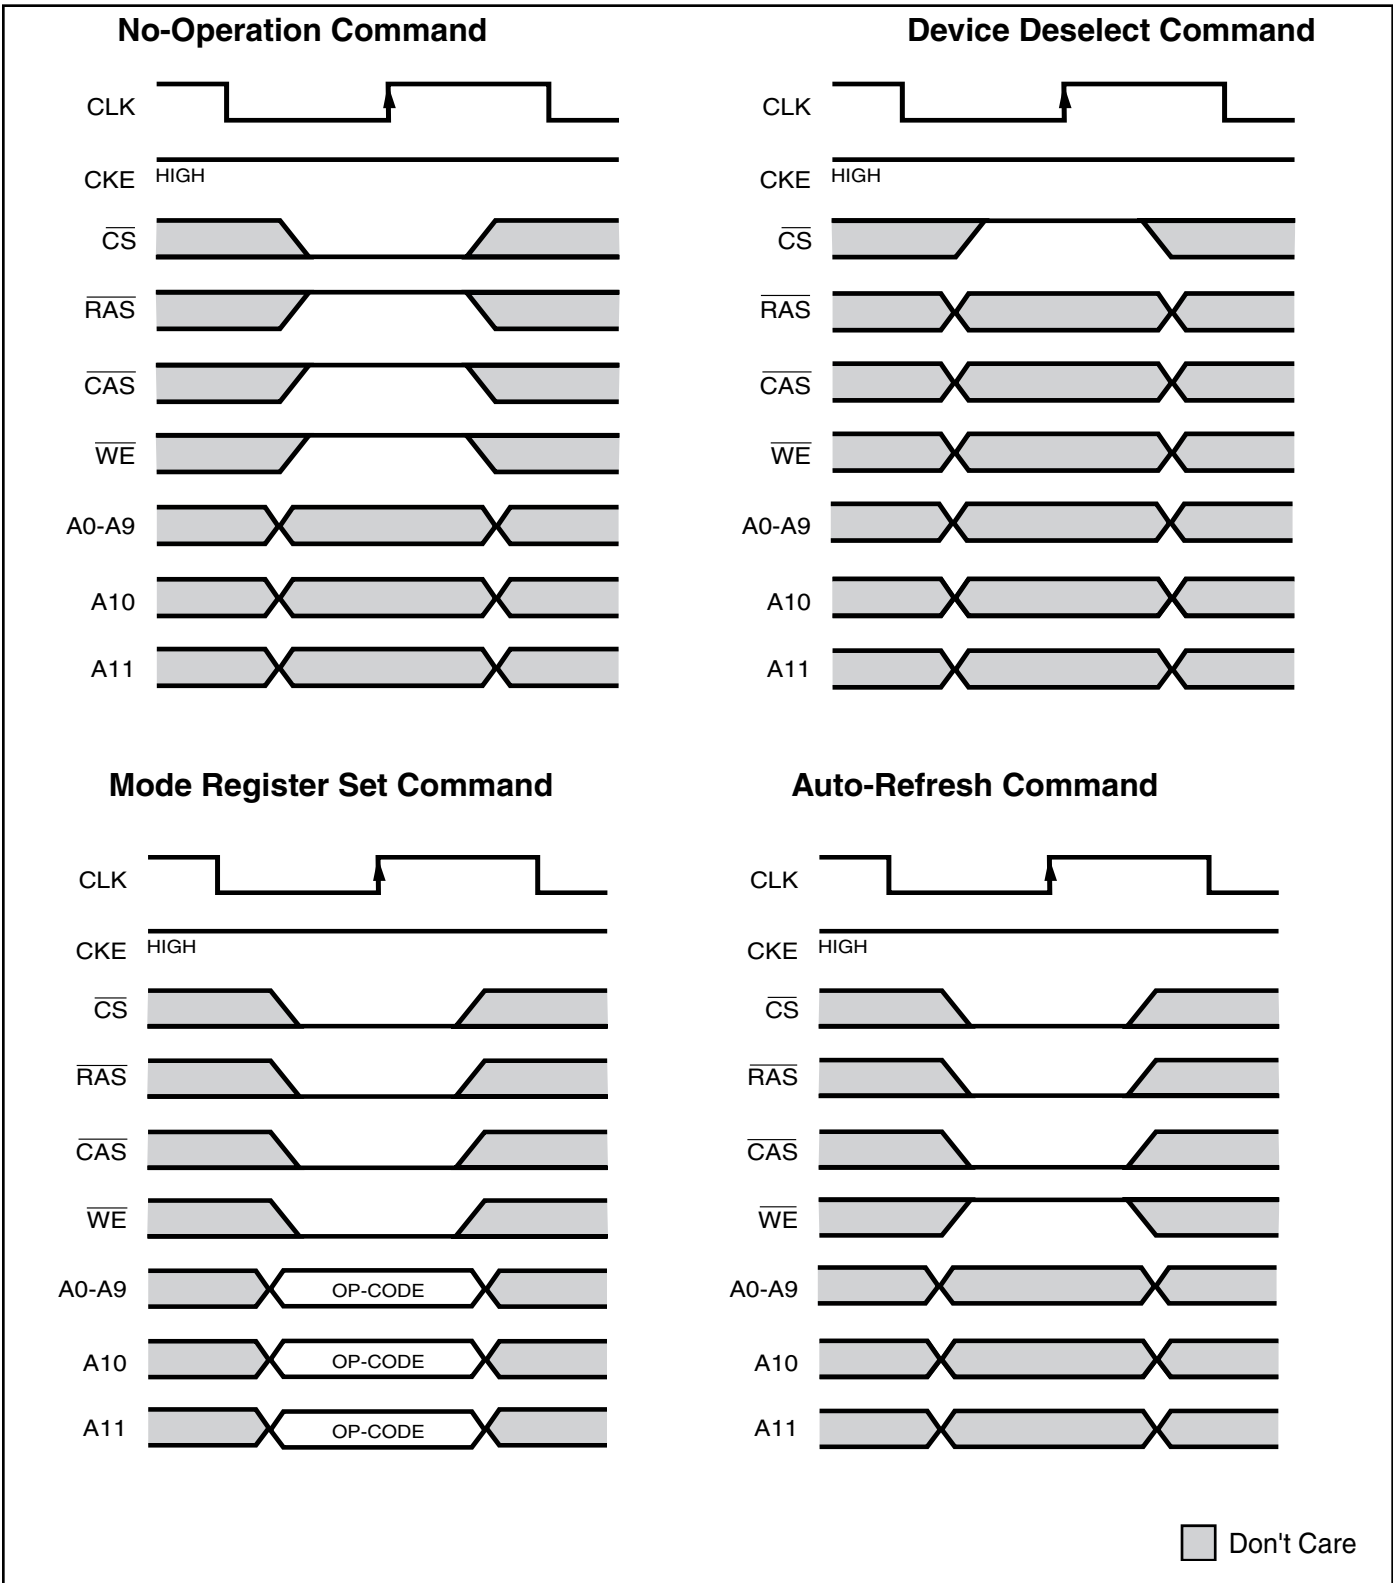 No-Operation Command
CLK
CKE HIGH
CS
RAS
CAS
WE
A0-A9
A10
A11
Device Deselect Command
CLK
CKE HIGH
CS
RAS
CAS
WE
A0-A9
A10
A11
Mode Register Set Command
CLK
CKE HIGH
CS
RAS
CAS
WE
A0-A9 OP-CODE
A10 OP-CODE
A11 OP-CODE
Auto-Refresh Command
CLK
CKE HIGH
CS
RAS
CAS
WE
A0-A9
A10
A11
Don't Care